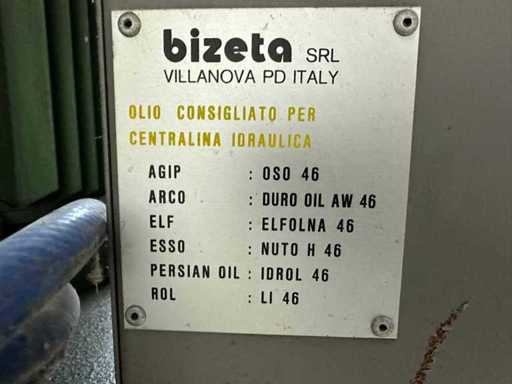 bizeta SRL
VILLANOVA PD ITALY
OLIO CONSIGLIATO PER
CENTRALINA IDRAULICA
AGIP : OSO 46
ARCO : DURO OIL AW 46
ELF : ELFOLNA 46
ESSO : NUTO H 46
PERSIAN OIL : IDROL 46
ROL : LI 46